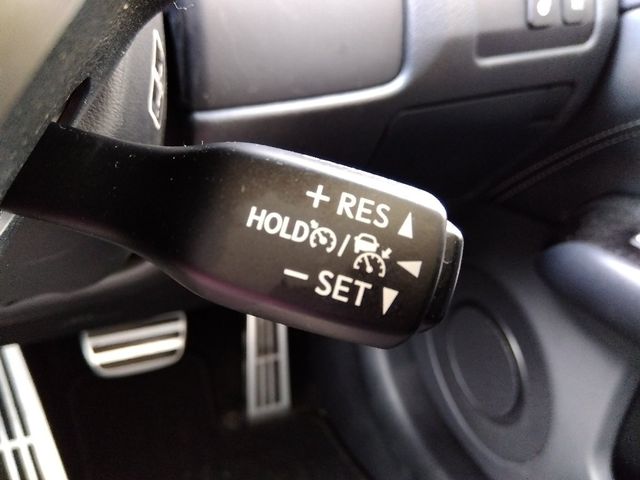 + RES
HOLD /
− SET